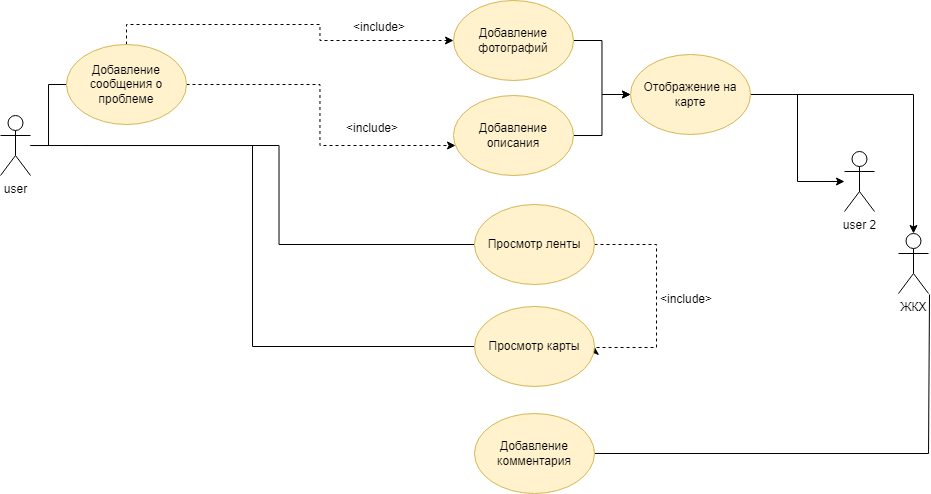 <include>
Добавление
фотографий
Добавление
сообщения о
проблеме
Отображение на
карте
<include>
Добавление
описания
user
user 2
Просмотр ленты
<include>
ЖКХ
Просмотр карты
Добавление
комментария